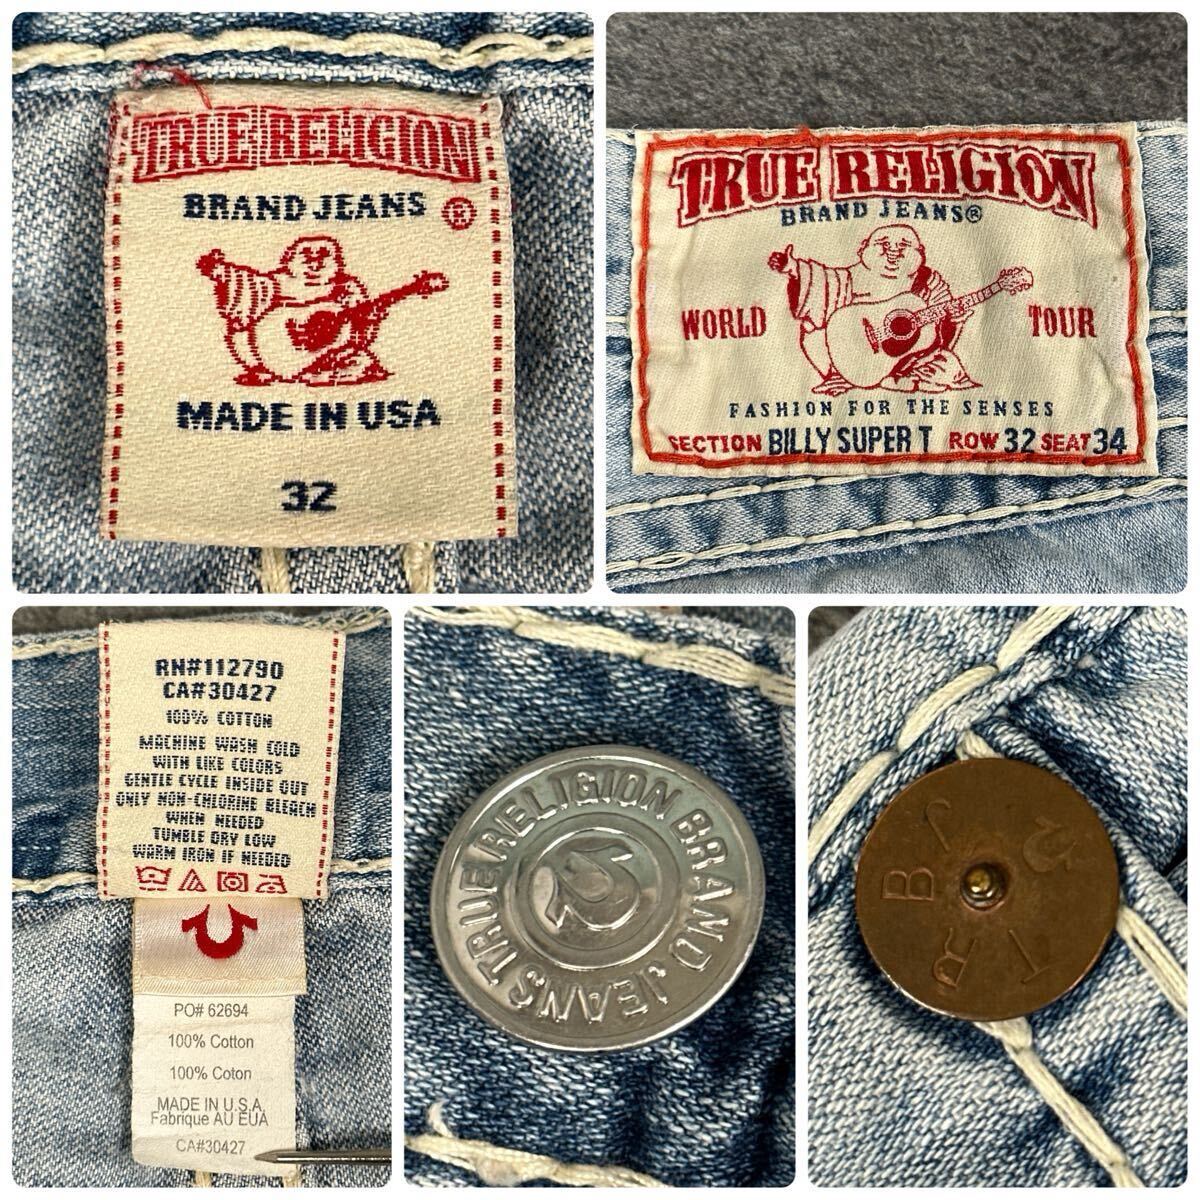 TRUE RELIGION
BRAND JEANS ®
MADE IN USA
32
TRUE RELIGION
BRAND JEANS®
WORLD TOUR
FASHION FOR THE SENSES
SECTION BILLY SUPER T ROW 32 SEAT 34
RN#112790
CA#30427
100% COTTON
MACHINE WASH COLD
WITH LIKE COLORS
GENTLE CYCLE INSIDE OUT
ONLY NON-CHLORINE BLEACH
WHEN NEEDED
TUMBLE DRY LOW
WARM IRON IF NEEDED
PO# 62694
100% Cotton
100% Coton
MADE IN U.S.A.
Fabrique AU EUA
CA#30427
TRUE RELIGION BRAND JEANS
T R R B J